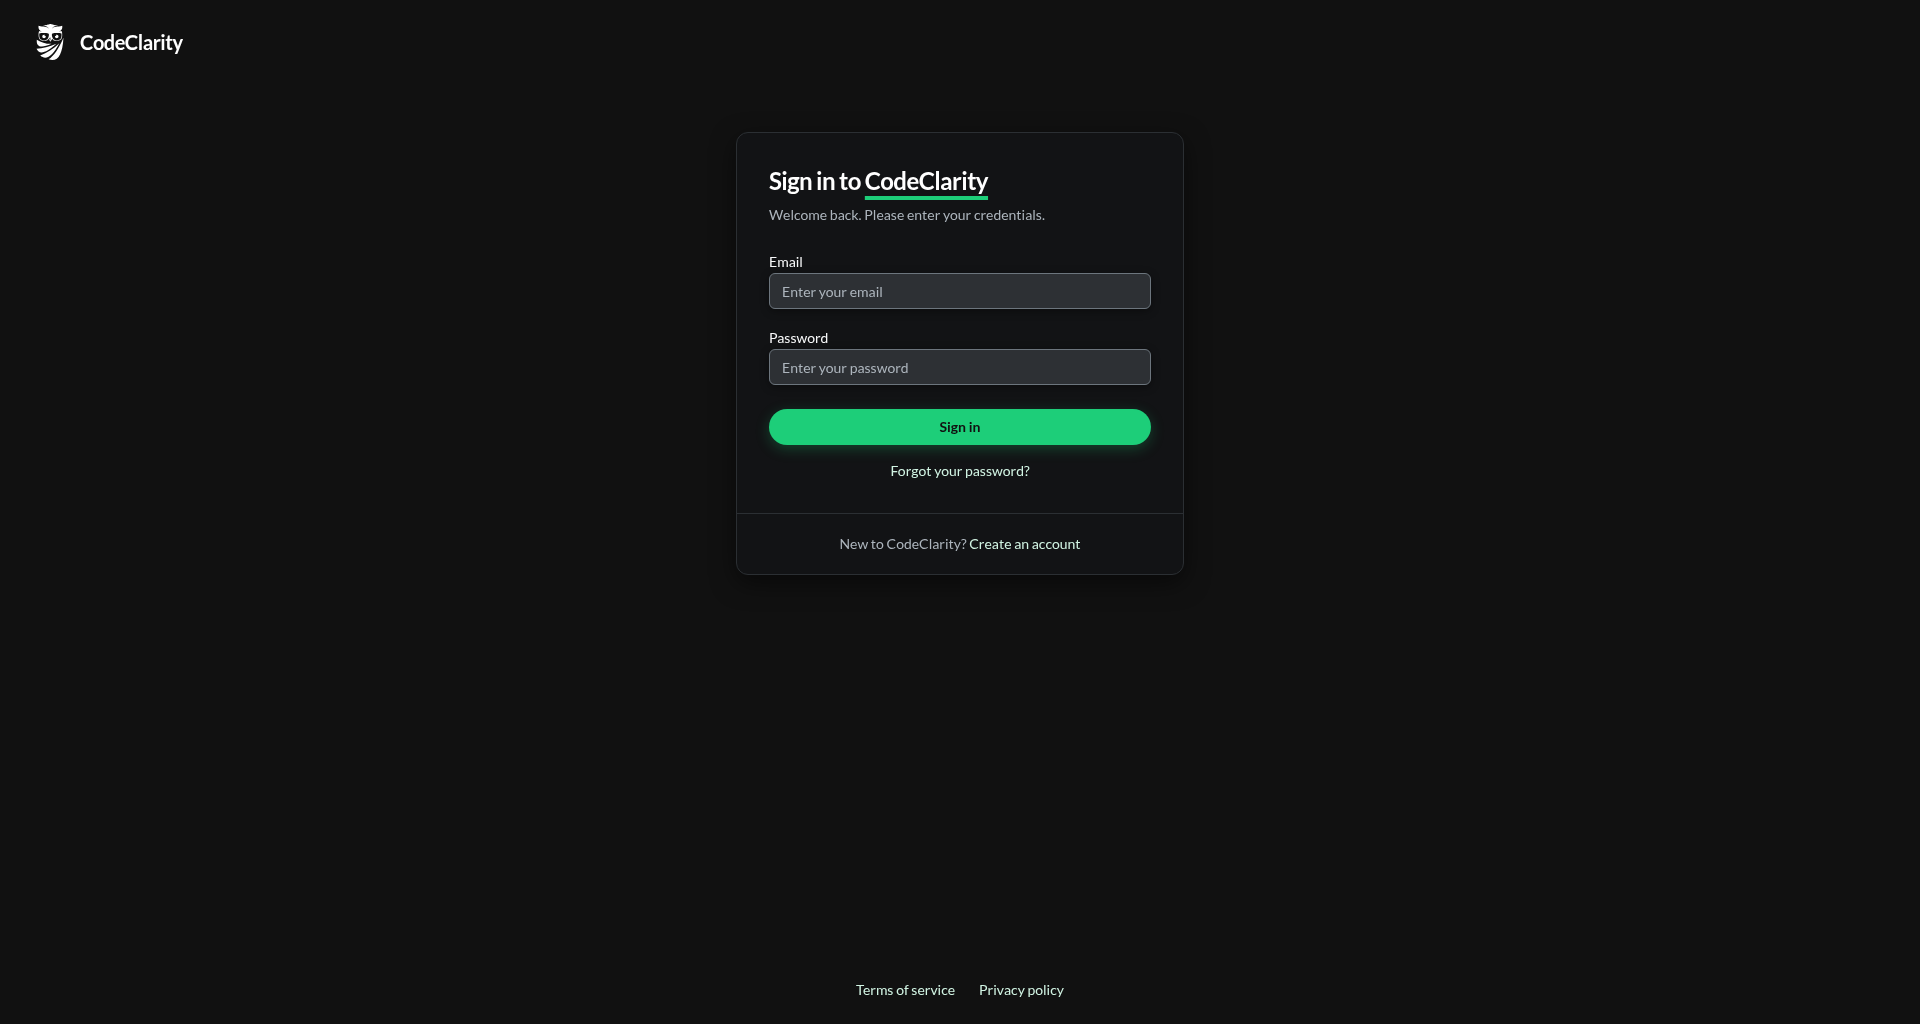 CodeClarity
Sign in to CodeClarity
Welcome back. Please enter your credentials.
Email
Enter your email
Password
Enter your password
Sign in
Forgot your password?
New to CodeClarity? Create an account
Terms of service Privacy policy